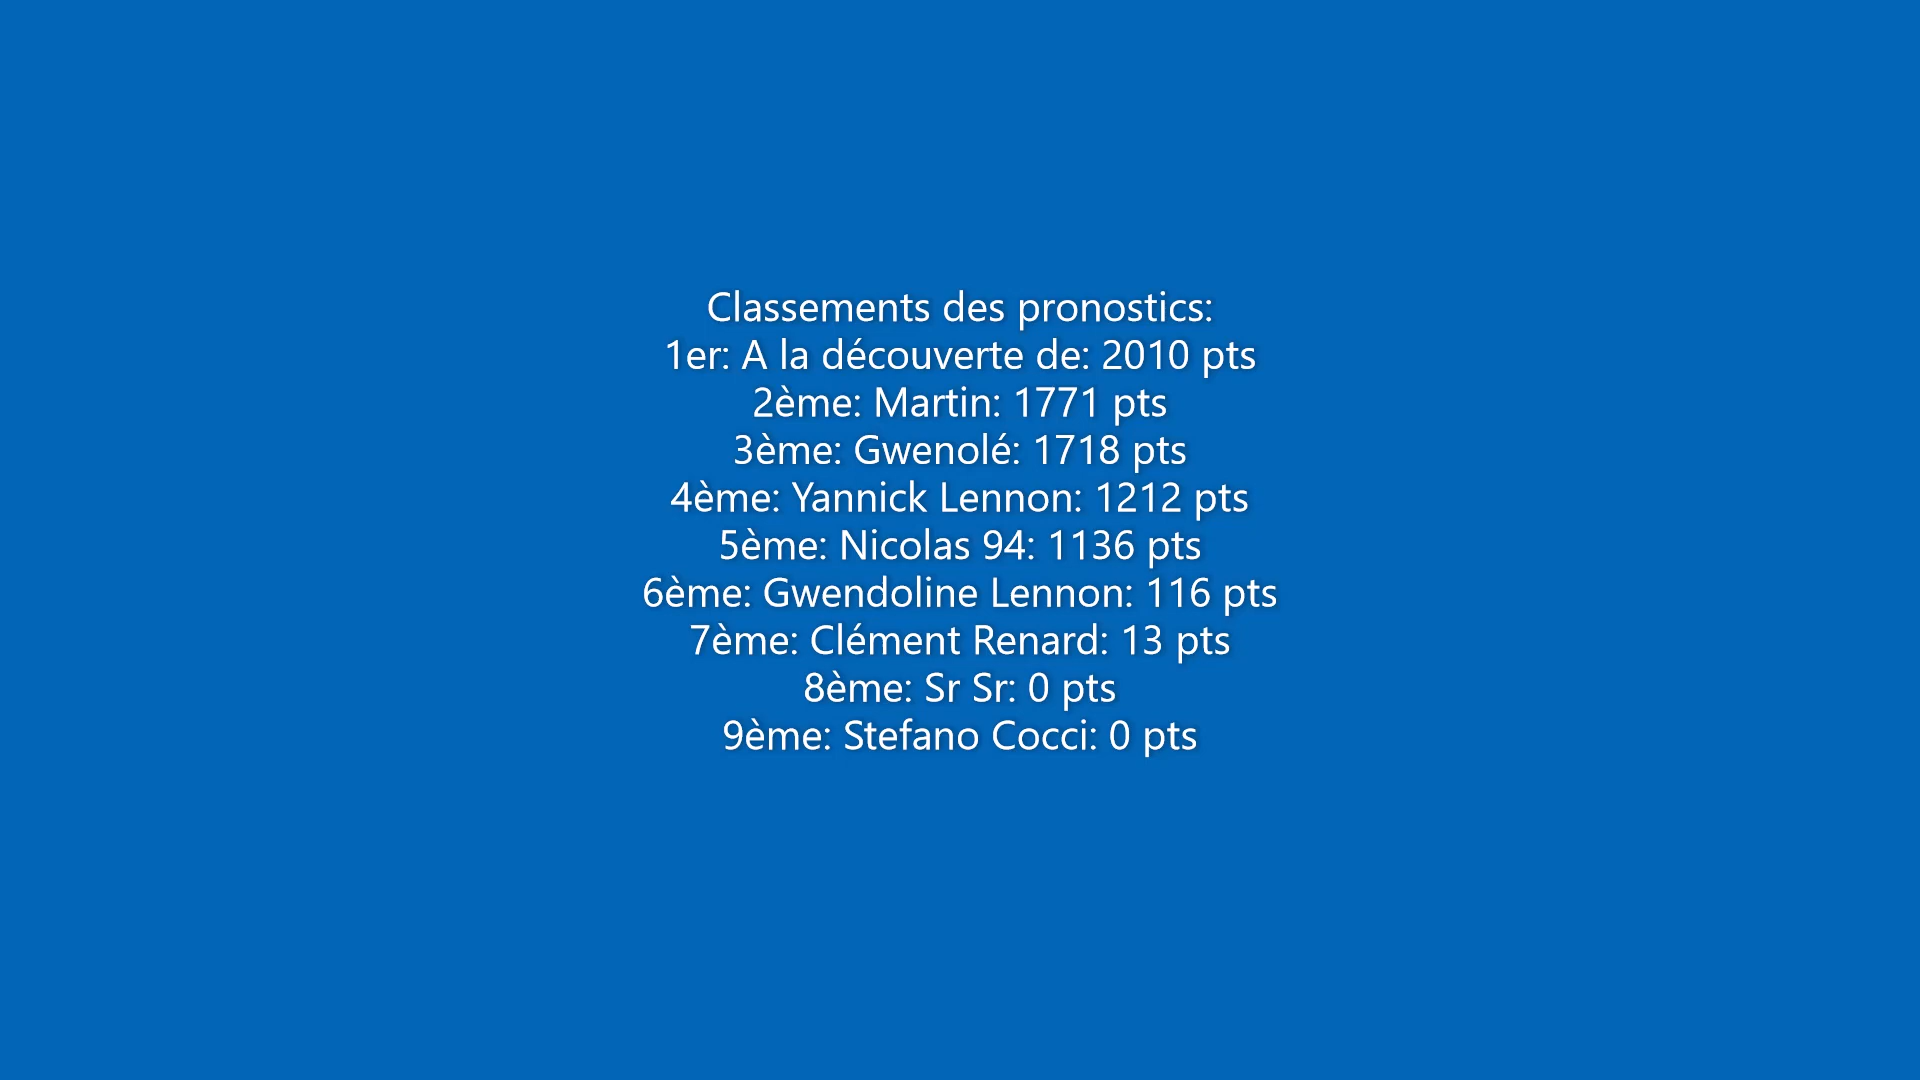 Classements des pronostics:
1er: A la découverte de: 2010 pts
2ème: Martin: 1771 pts
3ème: Gwenolé: 1718 pts
4ème: Yannick Lennon: 1212 pts
5ème: Nicolas 94: 1136 pts
6ème: Gwendoline Lennon: 116 pts
7ème: Clément Renard: 13 pts
8ème: Sr Sr: 0 pts
9ème: Stefano Cocci: 0 pts